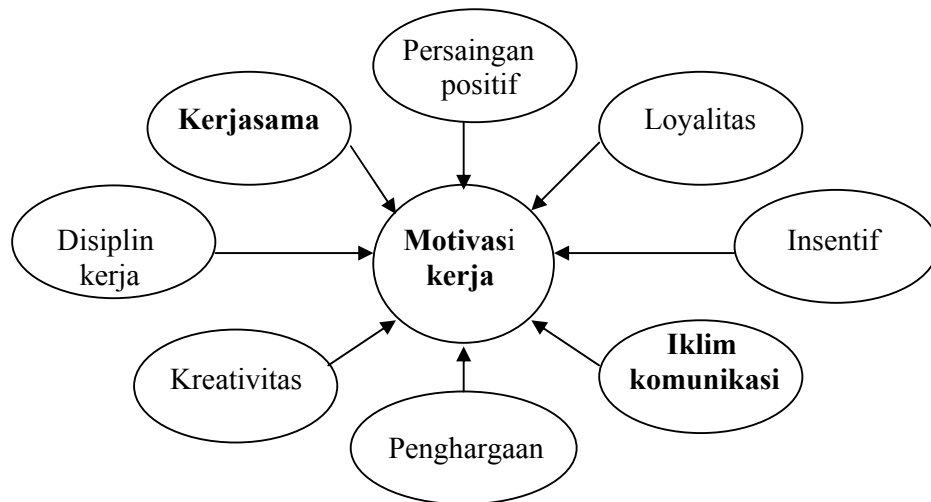 Persaingan
positif
Kerjasama
Loyalitas
Disiplin
kerja
Motivasi
kerja
Insentif
Kreativitas
Iklim
komunikasi
Penghargaan